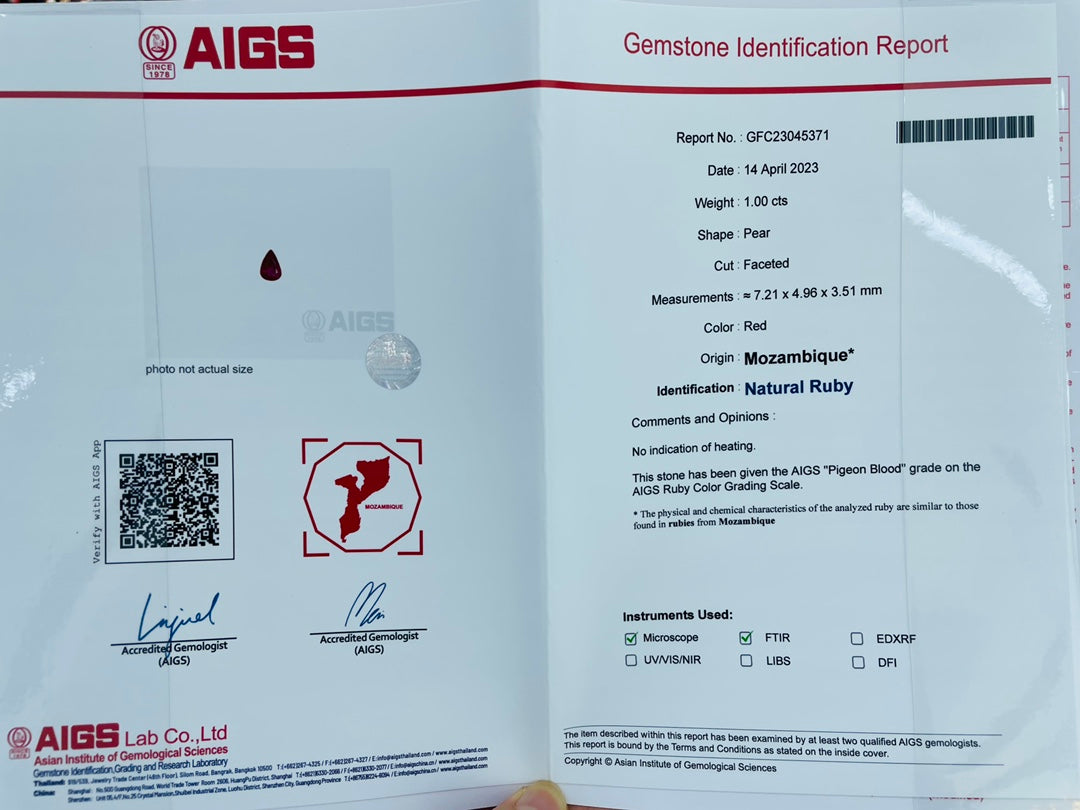 SINCE
1978
AIGS
AIGS
photo not actual size
Verify with AIGS App
MOZAMBIQUE
Accredited Gemologist
(AIGS)
Accredited Gemologist
(AIGS)
AIGS Lab Co.,Ltd
Asian Institute of Gemological Sciences
Gemstone Identification,Grading and Research Laboratory
Gemstone Identification Report
Report No. : GFC23045371
Date : 14 April 2023
Weight : 1.00 cts
Shape : Pear
Cut : Faceted
Measurements : ≈ 7.21 x 4.96 x 3.51 mm
Color : Red
Origin : Mozambique*
Identification : Natural Ruby
Comments and Opinions :
No indication of heating.
This stone has been given the AIGS "Pigeon Blood" grade on the
AIGS Ruby Color Grading Scale.
* The physical and chemical characteristics of the analyzed ruby are similar to those
found in rubies from Mozambique
Instruments Used:
Microscope FTIR EDXRF
UV/VIS/NIR LIBS DFI
The item described within this report has been examined by at least two qualified AIGS gemologists.
This report is bound by the Terms and Conditions as stated on the inside cover.
Copyright © Asian Institute of Gemological Sciences